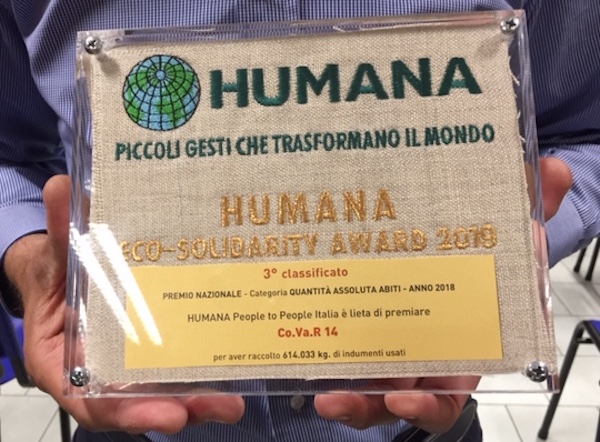 HUMANA
PICCOLI GESTI CHE TRASFORMANO IL MONDO
HUMANA
ECO-SOLIDARITY AWARD 2019
3° classificato
PREMIO NAZIONALE - Categoria QUANTITÀ ASSOLUTA ABITI - ANNO 2018
HUMANA People to People Italia è lieta di premiare
Co.Va.R 14
per aver raccolto 614.033 kg. di indumenti usati